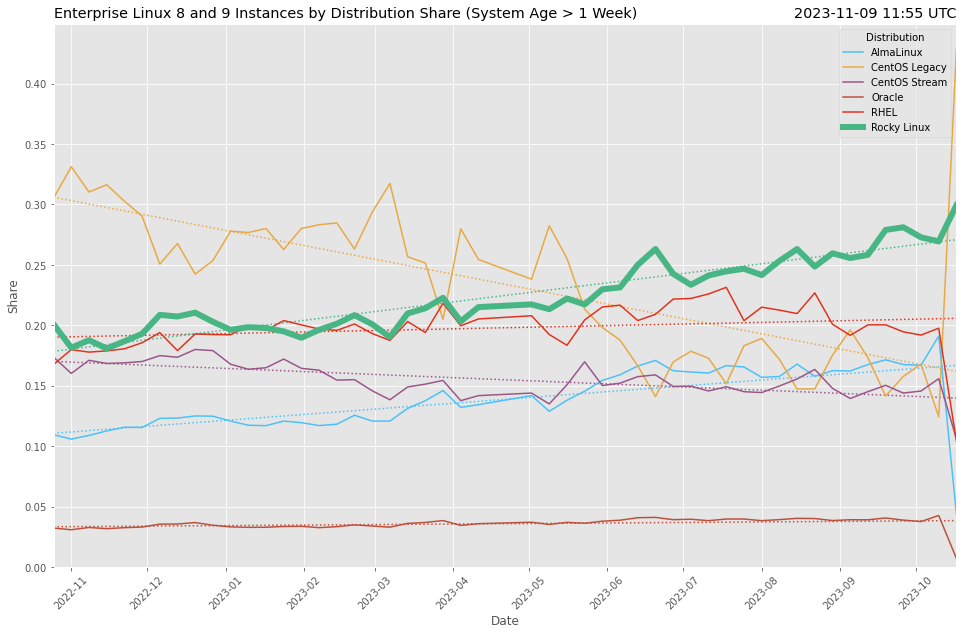 Enterprise Linux 8 and 9 Instances by Distribution Share (System Age > 1 Week)
2023-11-09 11:55 UTC
Distribution
AlmaLinux
CentOS Legacy
CentOS Stream
Oracle
RHEL
Rocky Linux
Share
0.40
0.35
0.30
0.25
0.20
0.15
0.10
0.05
0.00
2022-11
2022-12
2023-01
2023-02
2023-03
2023-04
2023-05
2023-06
2023-07
2023-08
2023-09
2023-10
Date